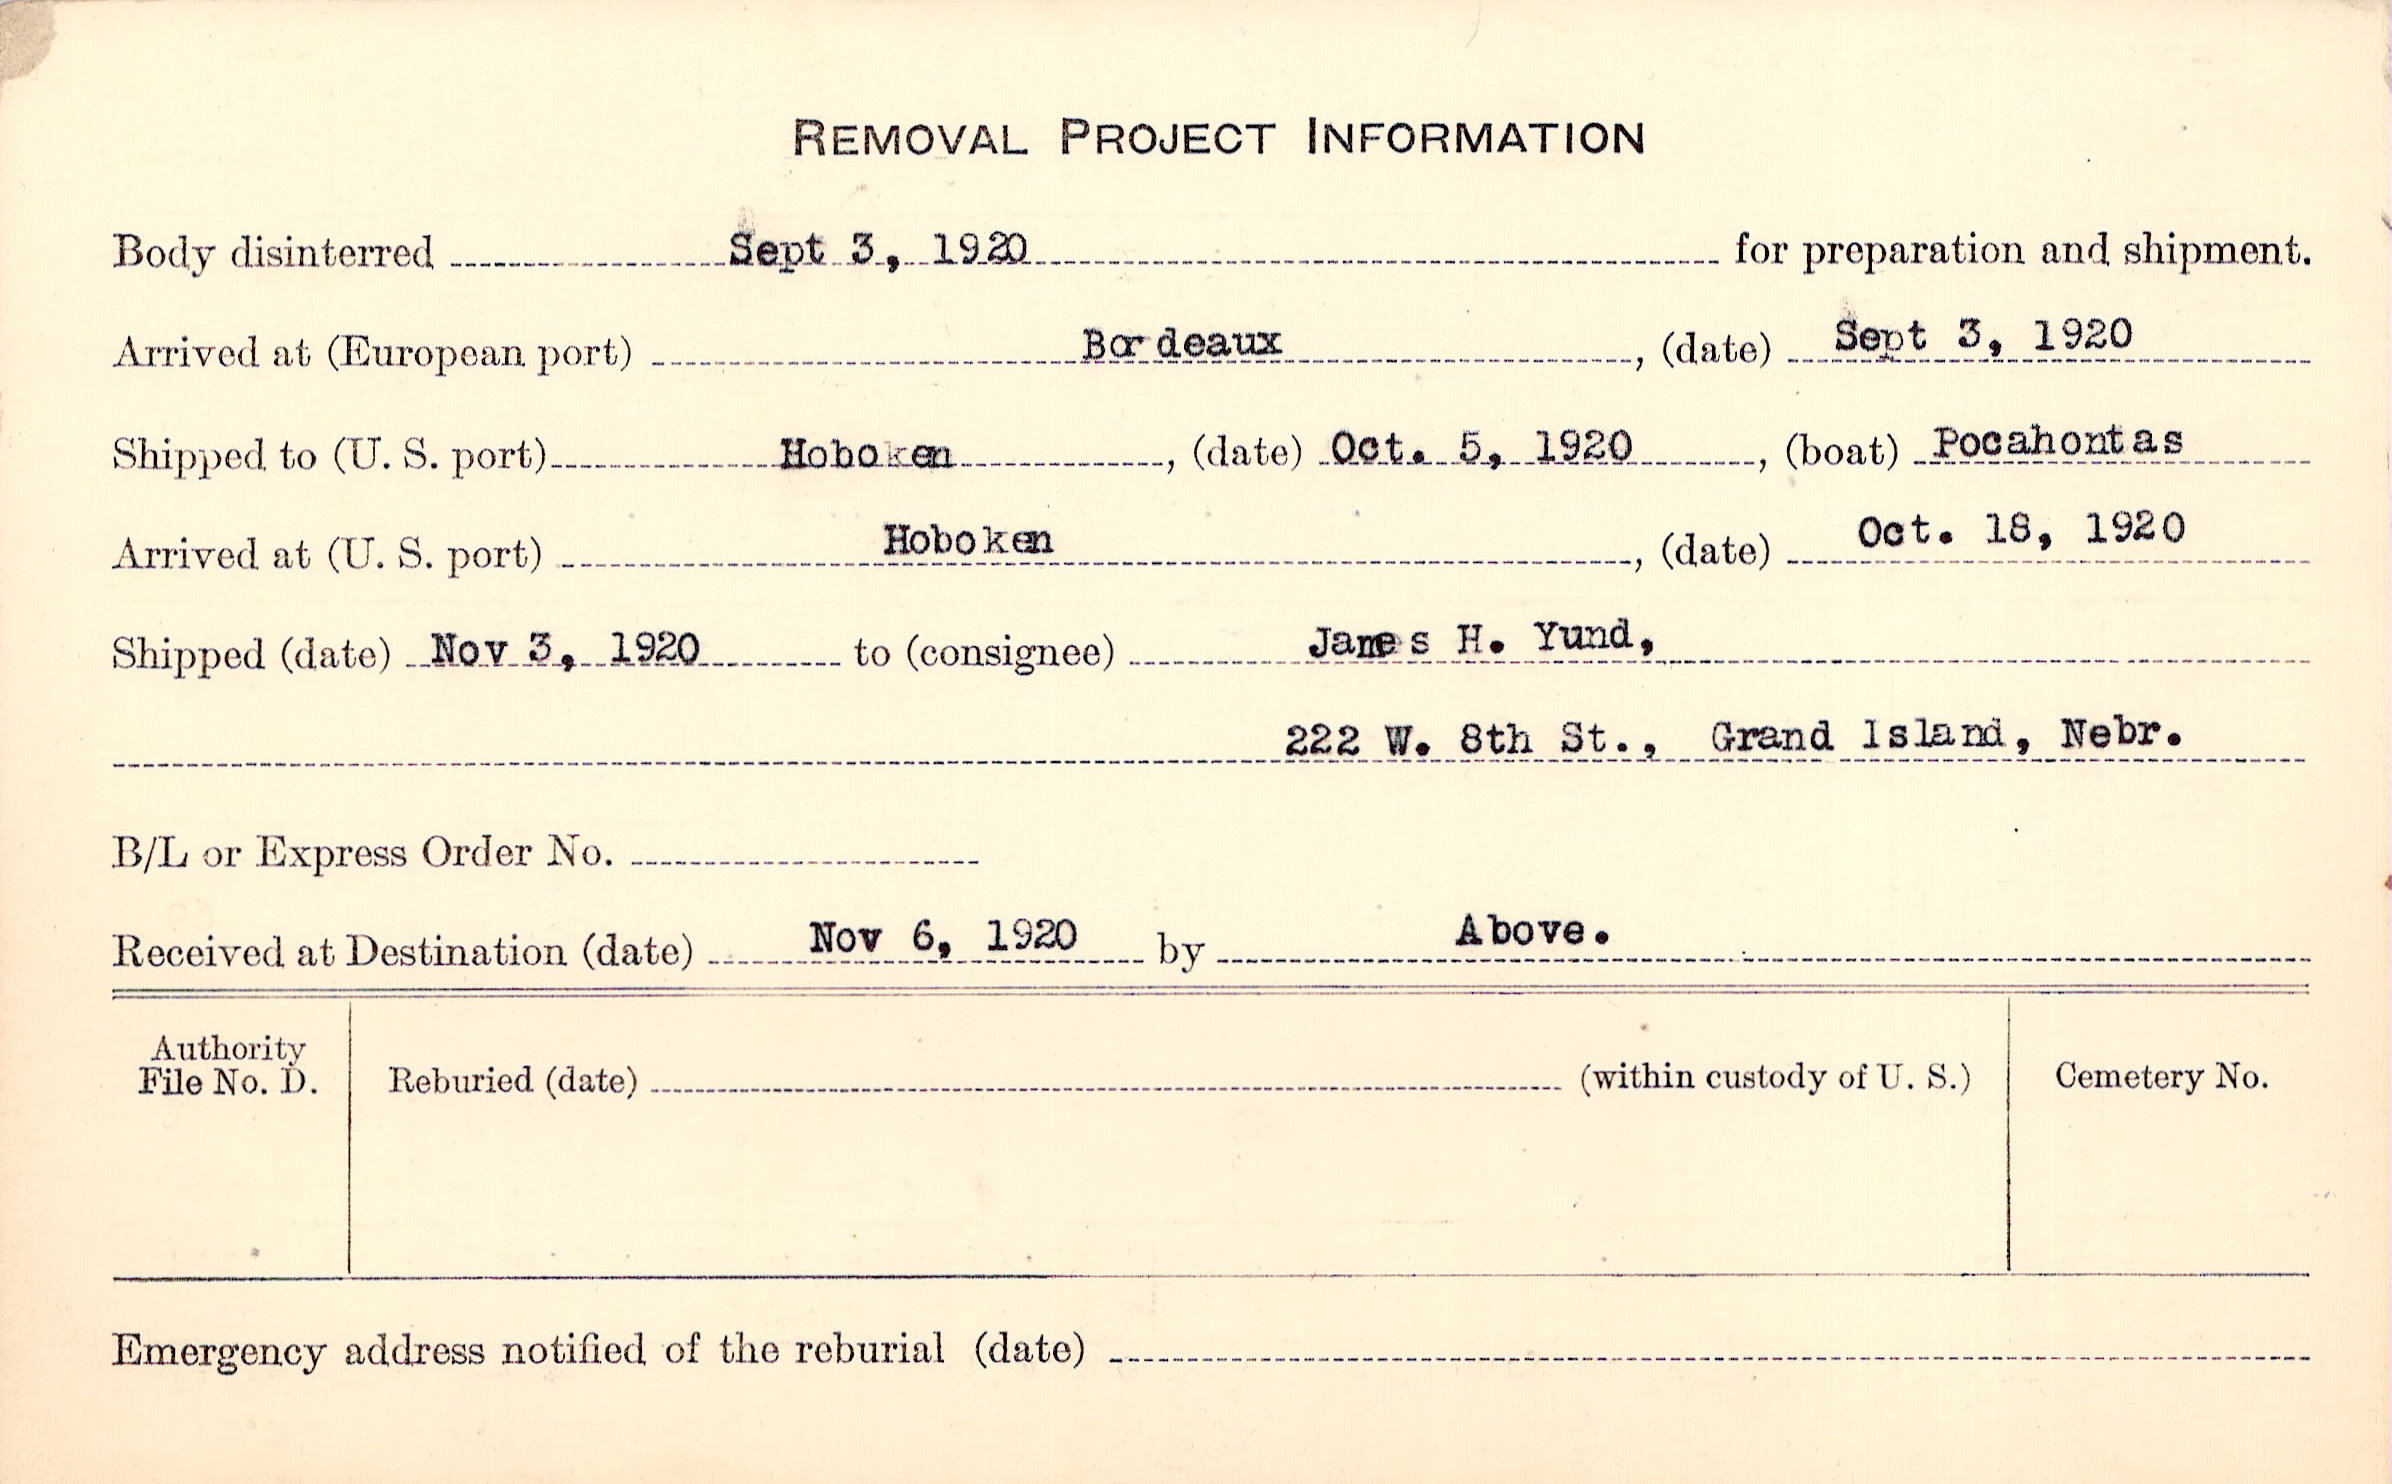 REMOVAL PROJECT INFORMATION
Body disinterred Sept 3, 1920 for preparation and shipment.
Arrived at (European port) Bordeaux, (date) Sept 3, 1920
Shipped to (U. S. port) Hoboken, (date) Oct. 5, 1920, (boat) Pocahontas
Arrived at (U. S. port) Hoboken, (date) Oct. 18, 1920
Shipped (date) Nov 3, 1920 to (consignee) James H. Yund,
222 W. 8th St., Grand Island, Nebr.
B/L or Express Order No.
Received at Destination (date) Nov 6, 1920 by Above.
Authority
File No. D.
Reburied (date) (within custody of U. S.)
Cemetery No.
Emergency address notified of the reburial (date)